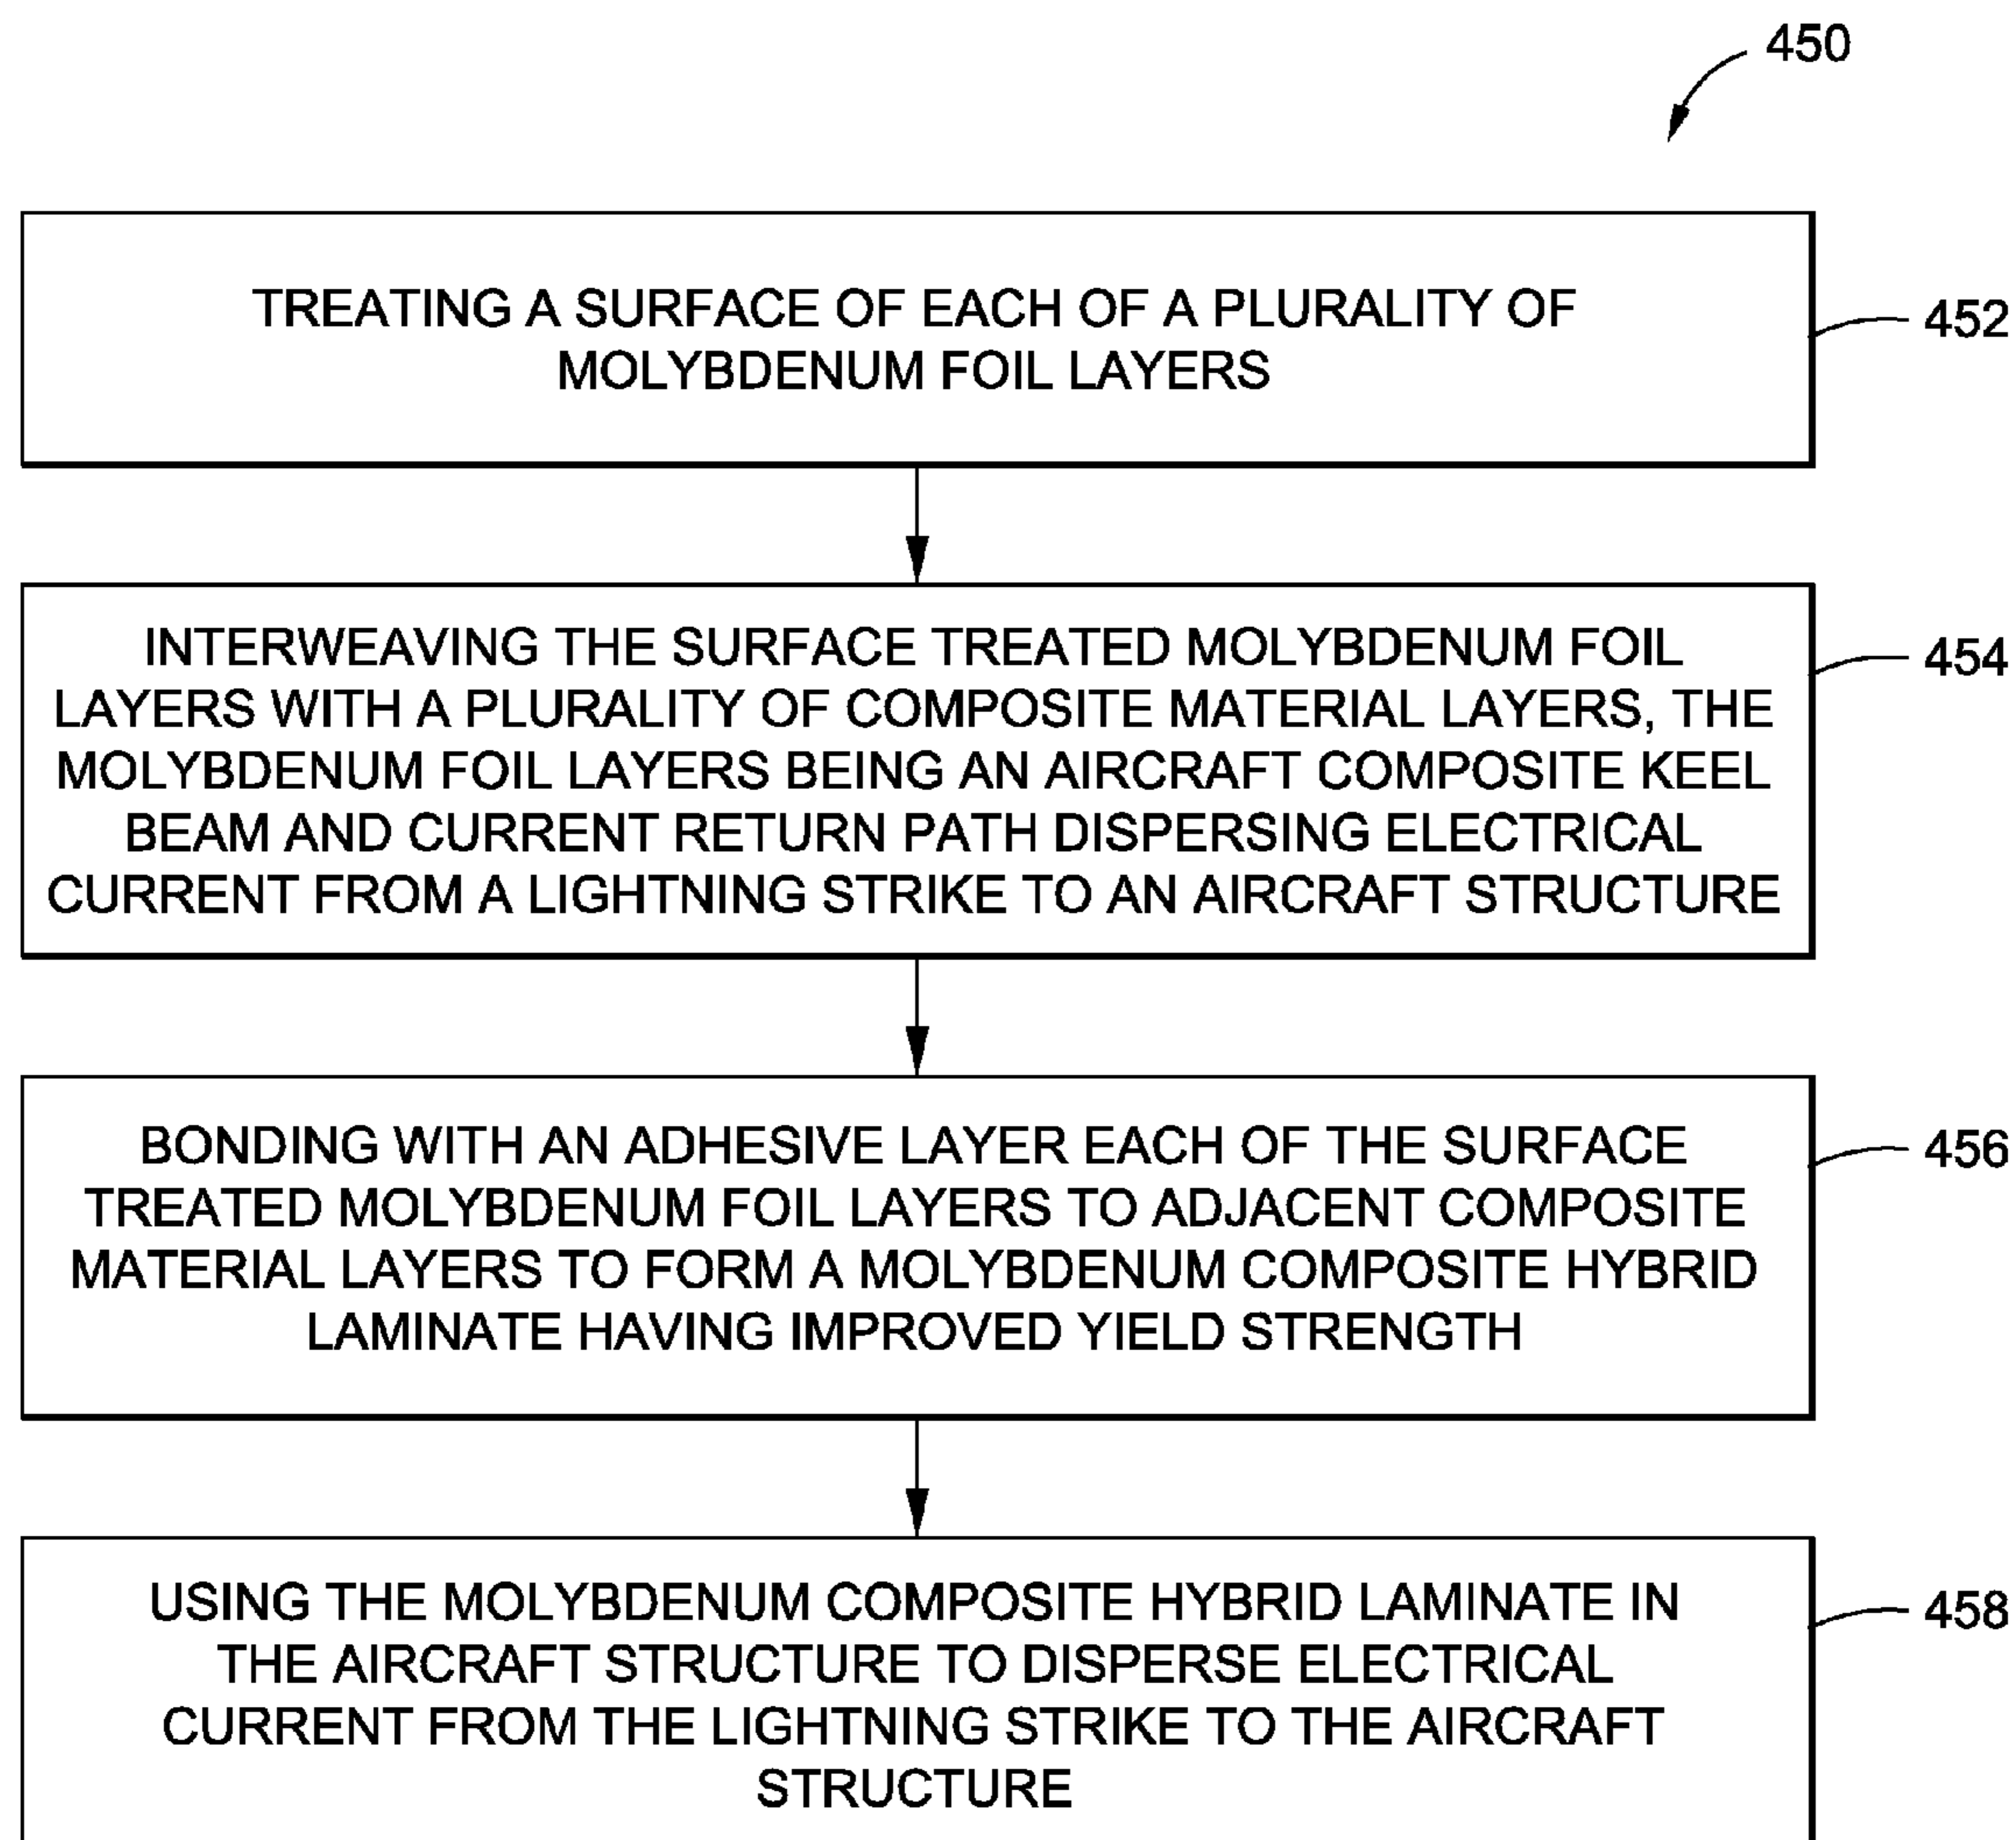 450
TREATING A SURFACE OF EACH OF A PLURALITY OF
MOLYBDENUM FOIL LAYERS
452
INTERWEAVING THE SURFACE TREATED MOLYBDENUM FOIL
LAYERS WITH A PLURALITY OF COMPOSITE MATERIAL LAYERS, THE
MOLYBDENUM FOIL LAYERS BEING AN AIRCRAFT COMPOSITE KEEL
BEAM AND CURRENT RETURN PATH DISPERSING ELECTRICAL
CURRENT FROM A LIGHTNING STRIKE TO AN AIRCRAFT STRUCTURE
454
BONDING WITH AN ADHESIVE LAYER EACH OF THE SURFACE
TREATED MOLYBDENUM FOIL LAYERS TO ADJACENT COMPOSITE
MATERIAL LAYERS TO FORM A MOLYBDENUM COMPOSITE HYBRID
LAMINATE HAVING IMPROVED YIELD STRENGTH
456
USING THE MOLYBDENUM COMPOSITE HYBRID LAMINATE IN
THE AIRCRAFT STRUCTURE TO DISPERSE ELECTRICAL
CURRENT FROM THE LIGHTNING STRIKE TO THE AIRCRAFT
STRUCTURE
458